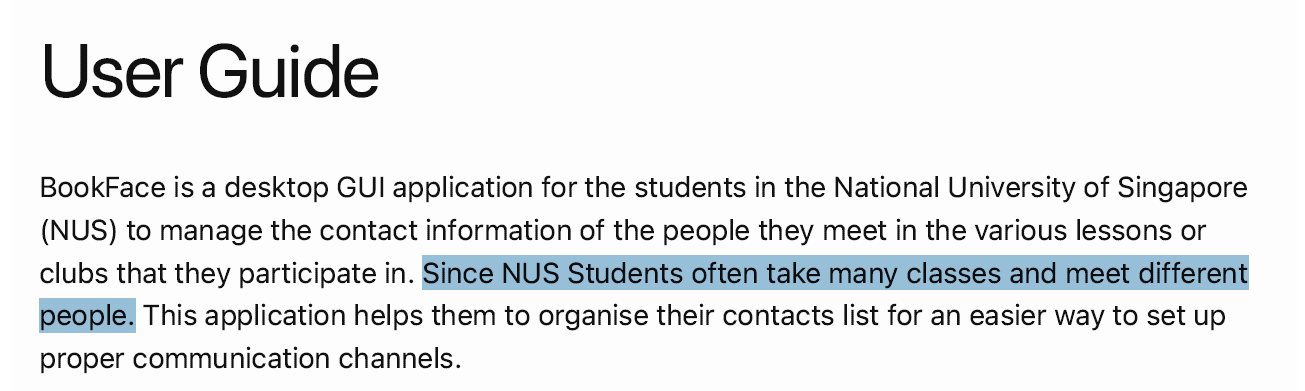 User Guide
BookFace is a desktop GUI application for the students in the National University of Singapore
(NUS) to manage the contact information of the people they meet in the various lessons or
clubs that they participate in. Since NUS Students often take many classes and meet different
people. This application helps them to organise their contacts list for an easier way to set up
proper communication channels.